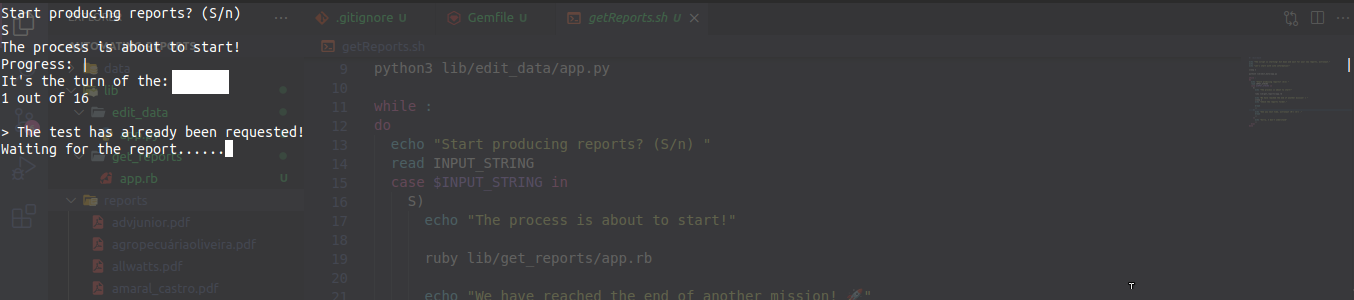 Start producing reports? (S/n)
S
The process is about to start!
Progress: |
It's the turn of the:
1 out of 16
> The test has already been requested!
Waiting for the report......
.gitignore U
Gemfile U
getReports.sh U
getReports.sh
data
lib
edit_data
get_reports
app.rb U
reports
advjunior.pdf
agropecuáriaoliveira.pdf
allwatts.pdf
amaral_castro.pdf
9 python3 lib/edit_data/app.py
10
11 while :
12 do
13 echo "Start producing reports? (S/n) "
14 read INPUT_STRING
15 case $INPUT_STRING in
16 S)
17 echo "The process is about to start!"
18
19 ruby lib/get_reports/app.rb
20
21 echo "We have reached the end of another mission! 🚀"